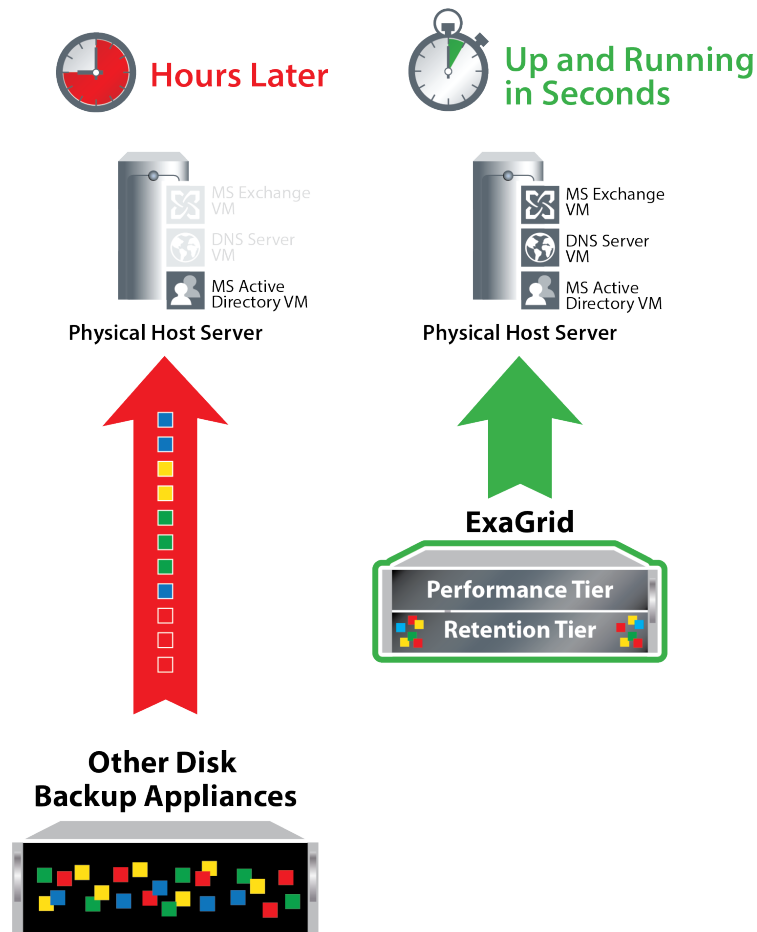 Hours Later
Up and Running
in Seconds
MS Exchange
VM
DNS Server
VM
MS Active
Directory VM
Physical Host Server
MS Exchange
VM
DNS Server
VM
MS Active
Directory VM
Physical Host Server
ExaGrid
Performance Tier
Retention Tier
Other Disk
Backup Appliances